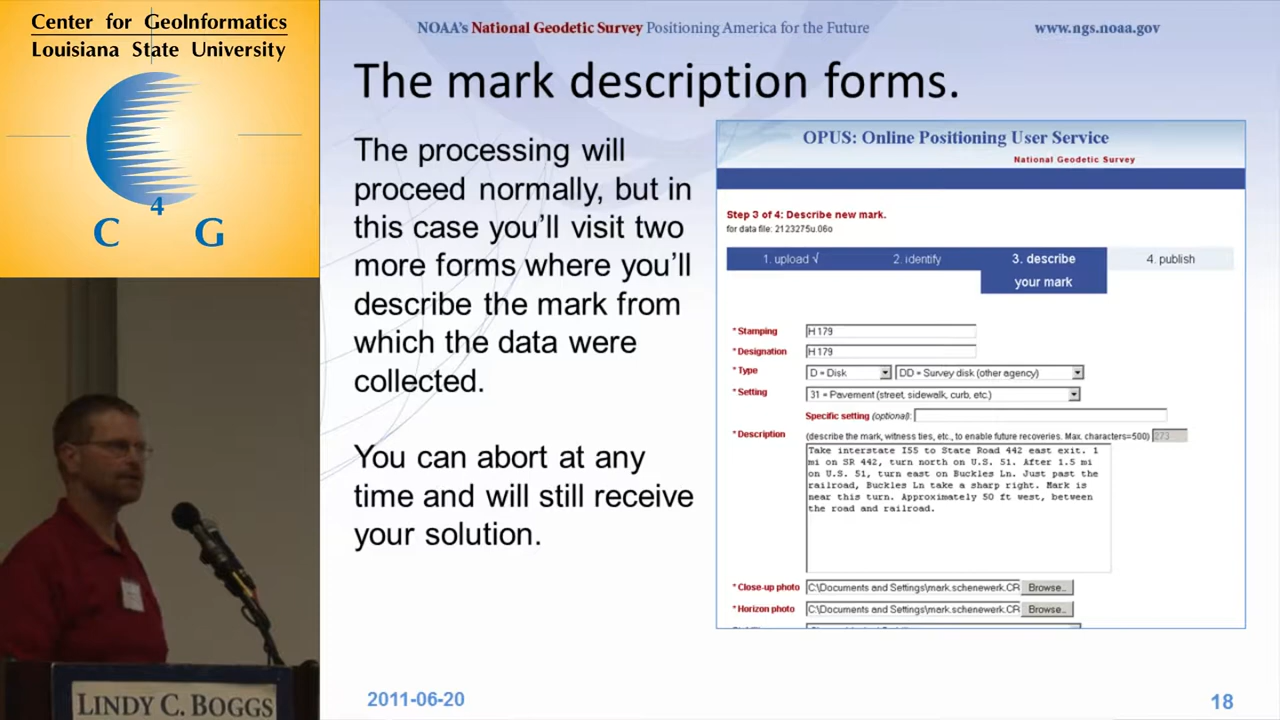 Center for GeoInformatics
Louisiana State University
C 4 G
NOAA's National Geodetic Survey Positioning America for the Future
www.ngs.noaa.gov
The mark description forms.
The processing will
proceed normally, but in
this case you'll visit two
more forms where you'll
describe the mark from
which the data were
collected.
You can abort at any
time and will still receive
your solution.
OPUS: Online Positioning User Service
National Geodetic Survey
Step 3 of 4: Describe new mark.
for data file: 2123275u.06o
1. upload √ 2. identify 3. describe your mark 4. publish
* Stamping H 179
* Designation H 179
* Type D = Disk DD = Survey disk (other agency)
* Setting 31 = Pavement (street, sidewalk, curb, etc.)
Specific setting (optional):
* Description (describe the mark, witness ties, etc., to enable future recoveries. Max. characters=500) 273
Take interstate I55 to State Road 442 east exit. 1
mi on SR 442, turn north on U.S. 51. After 1.5 mi
on U.S. 51, turn east on Buckles Ln. Just past the
railroad, Buckles Ln take a sharp right. Mark is
near this turn. Approximately 50 ft west, between
the road and railroad.
* Close-up photo C:\Documents and Settings\mark.schenewerk.CR Browse..
* Horizon photo C:\Documents and Settings\mark.schenewerk.CR Browse..
2011-06-20
18
LINDY C. BOGGS